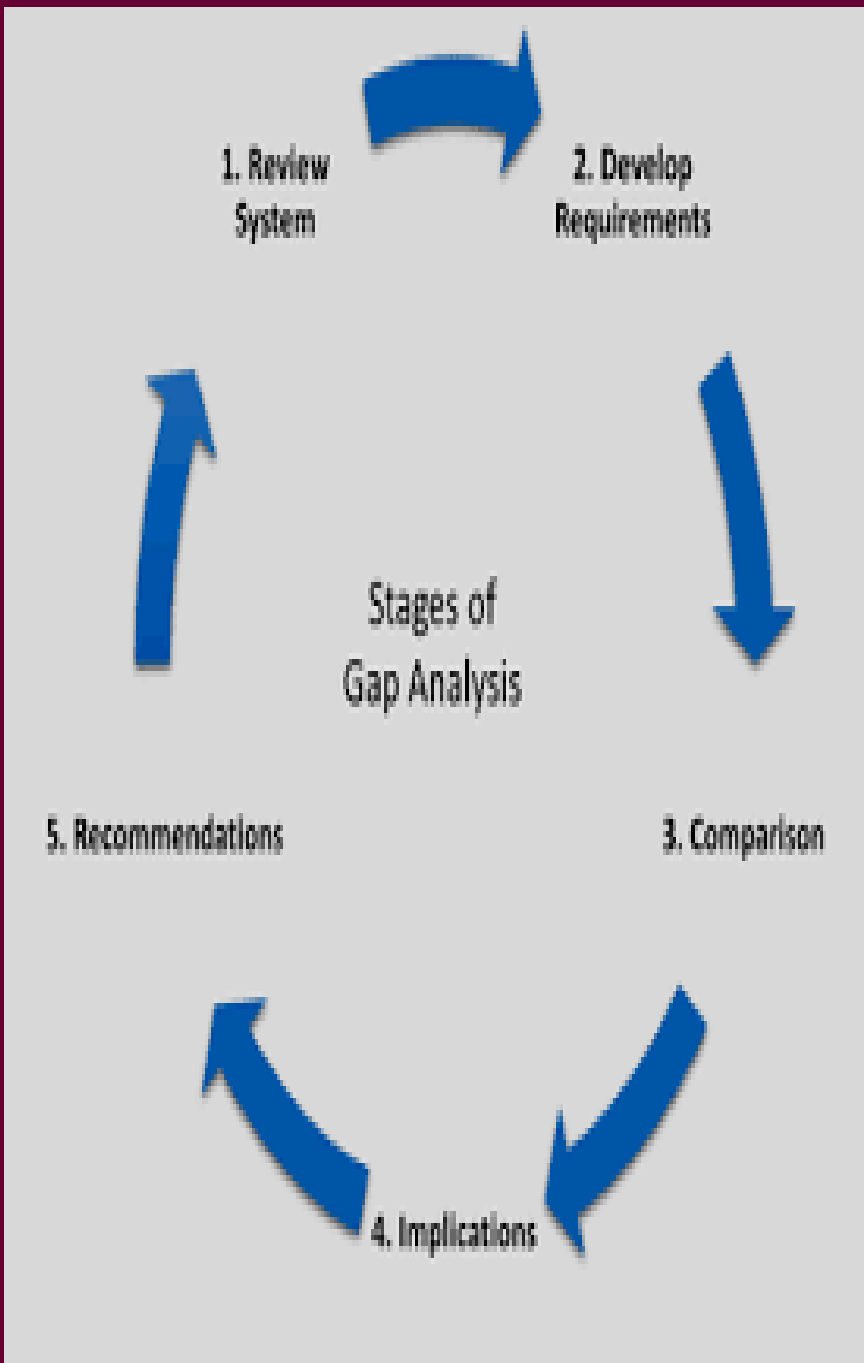 1. Review
System
2. Develop
Requirements
Stages of
Gap Analysis
5. Recommendations
3. Comparison
4. Implications